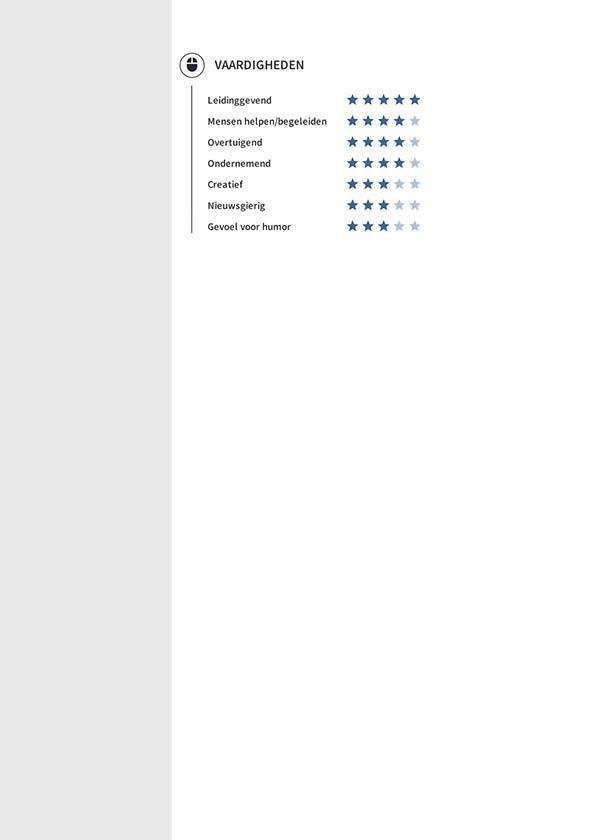 VAARDIGHEDEN
Leidinggevend
Mensen helpen/begeleiden
Overtuigend
Ondernemend
Creatief
Nieuwsgierig
Gevoel voor humor